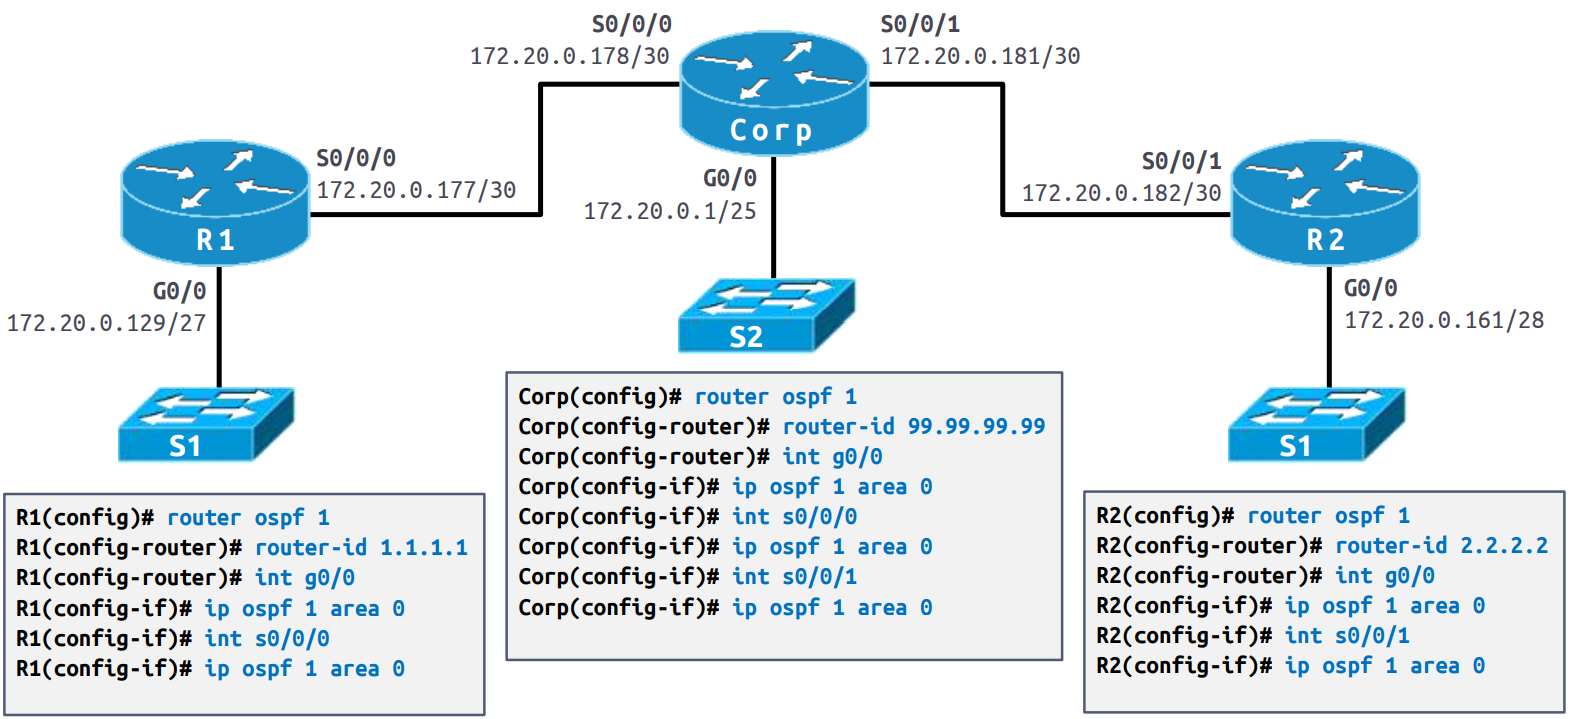 S0/0/0
172.20.0.178/30
S0/0/1
172.20.0.181/30
Corp
S0/0/0
172.20.0.177/30
R1
G0/0
172.20.0.1/25
S0/0/1
172.20.0.182/30
R2
G0/0
172.20.0.129/27
S2
G0/0
172.20.0.161/28
S1
S1
R1(config)# router ospf 1
R1(config-router)# router-id 1.1.1.1
R1(config-router)# int g0/0
R1(config-if)# ip ospf 1 area 0
R1(config-if)# int s0/0/0
R1(config-if)# ip ospf 1 area 0
Corp(config)# router ospf 1
Corp(config-router)# router-id 99.99.99.99
Corp(config-router)# int g0/0
Corp(config-if)# ip ospf 1 area 0
Corp(config-if)# int s0/0/0
Corp(config-if)# ip ospf 1 area 0
Corp(config-if)# int s0/0/1
Corp(config-if)# ip ospf 1 area 0
R2(config)# router ospf 1
R2(config-router)# router-id 2.2.2.2
R2(config-router)# int g0/0
R2(config-if)# ip ospf 1 area 0
R2(config-if)# int s0/0/1
R2(config-if)# ip ospf 1 area 0